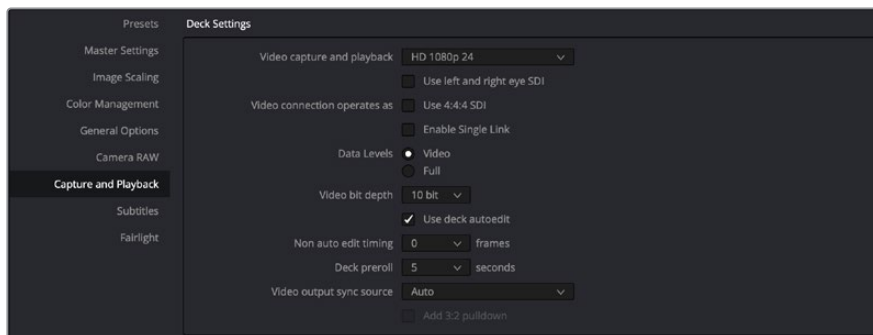 Presets
Master Settings
Image Scaling
Color Management
General Options
Camera RAW
Capture and Playback
Subtitles
Fairlight
Deck Settings
Video capture and playback HD 1080p 24
Use left and right eye SDI
Video connection operates as Use 4:4:4 SDI
Enable Single Link
Data Levels Video
Full
Video bit depth 10 bit
Use deck autoedit
Non auto edit timing 0 frames
Deck preroll 5 seconds
Video output sync source Auto
Add 3:2 pulldown